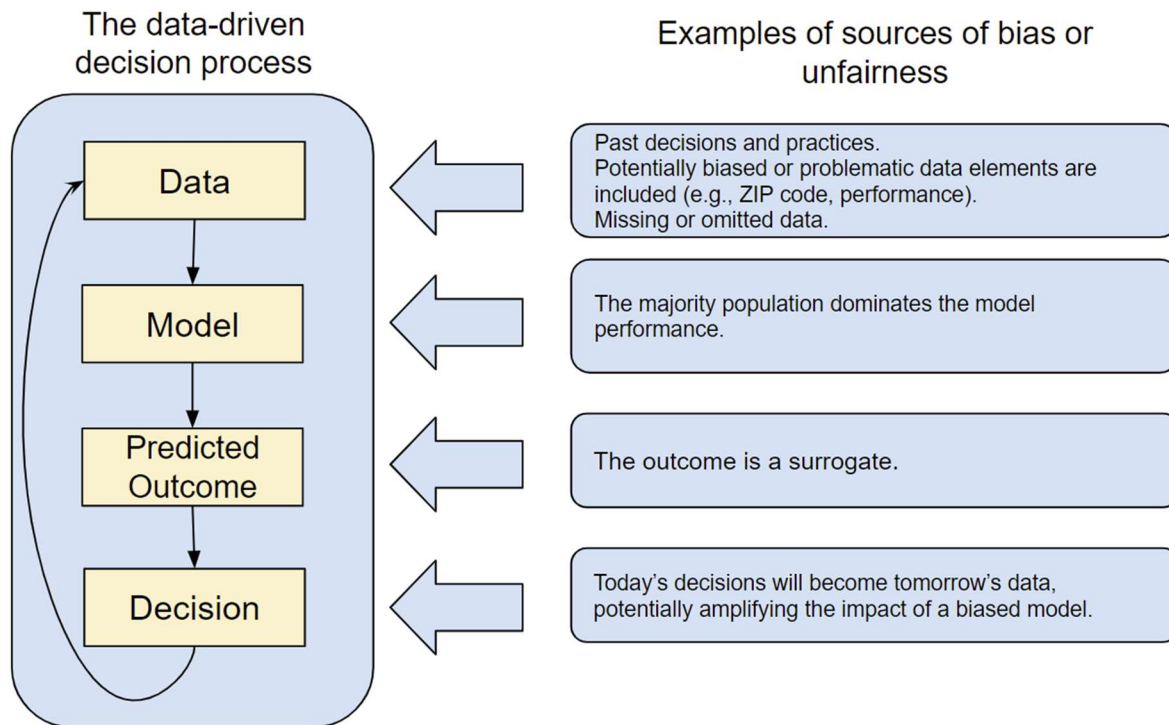 The data-driven
decision process
Examples of sources of bias or
unfairness
Data
Past decisions and practices.
Potentially biased or problematic data elements are
included (e.g., ZIP code, performance).
Missing or omitted data.
Model
The majority population dominates the model
performance.
Predicted
Outcome
The outcome is a surrogate.
Decision
Today’s decisions will become tomorrow’s data,
potentially amplifying the impact of a biased model.